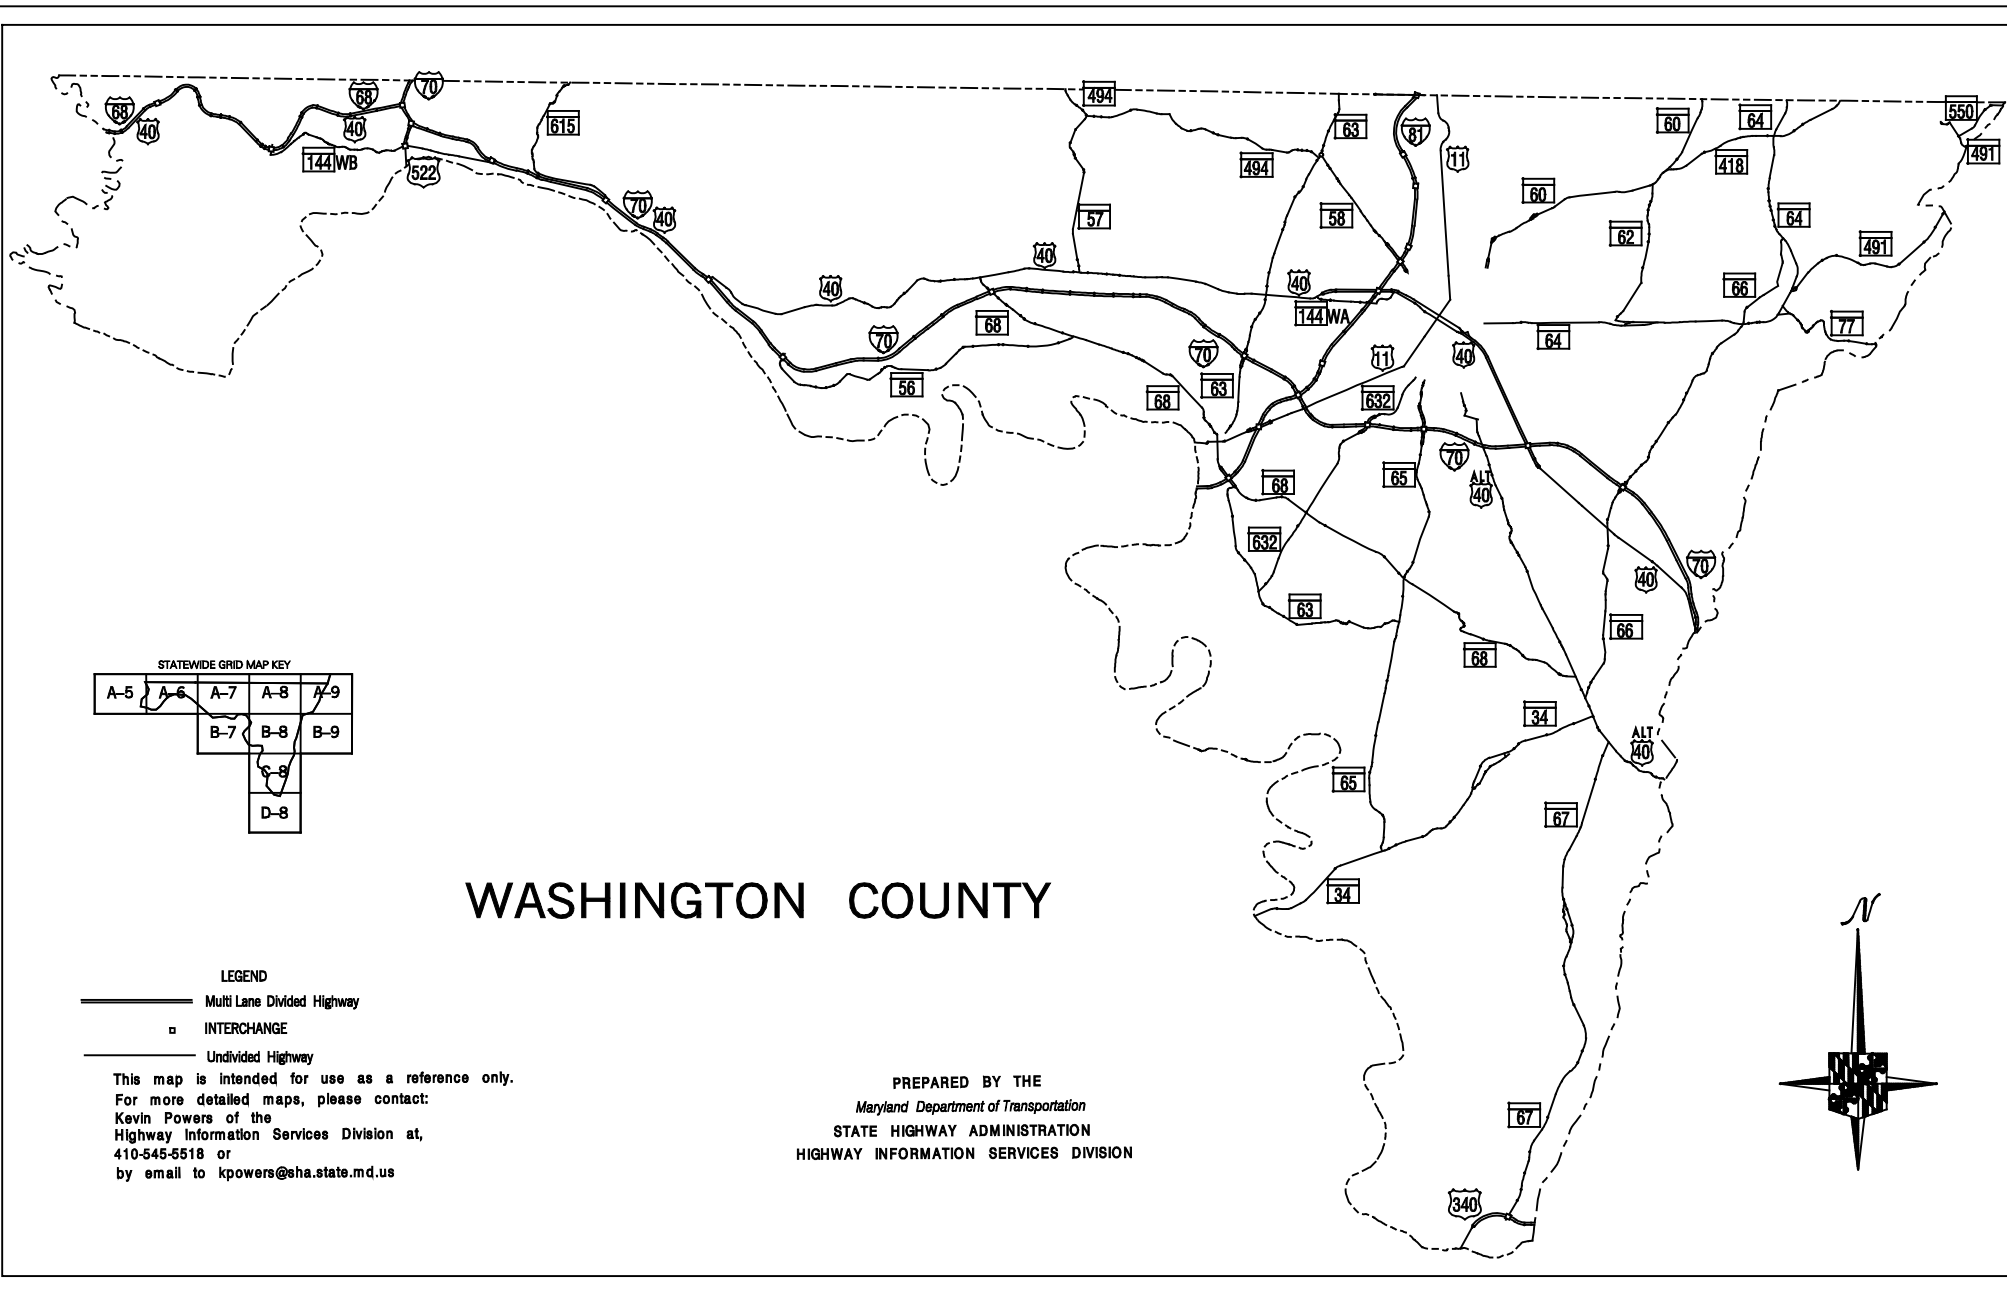 68
40
68
40
70
144 WB
522
615
70
40
494
57
494
63
58
81
11
60
64
550
491
418
60
62
64
491
66
77
64
40
40
40
144 WA
70
68
56
70
63
68
11
632
40
68
65
70
ALT
40
632
63
68
40
70
66
34
ALT
40
65
67
34
67
340
STATEWIDE GRID MAP KEY
A-5 A-6 A-7 A-8 A-9
B-7 B-8 B-9
C-8
D-8
WASHINGTON COUNTY
LEGEND
Multi Lane Divided Highway
INTERCHANGE
Undivided Highway
This map is intended for use as a reference only.
For more detailed maps, please contact:
Kevin Powers of the
Highway Information Services Division at,
410-545-5518 or
by email to kpowers@sha.state.md.us
PREPARED BY THE
Maryland Department of Transportation
STATE HIGHWAY ADMINISTRATION
HIGHWAY INFORMATION SERVICES DIVISION
N